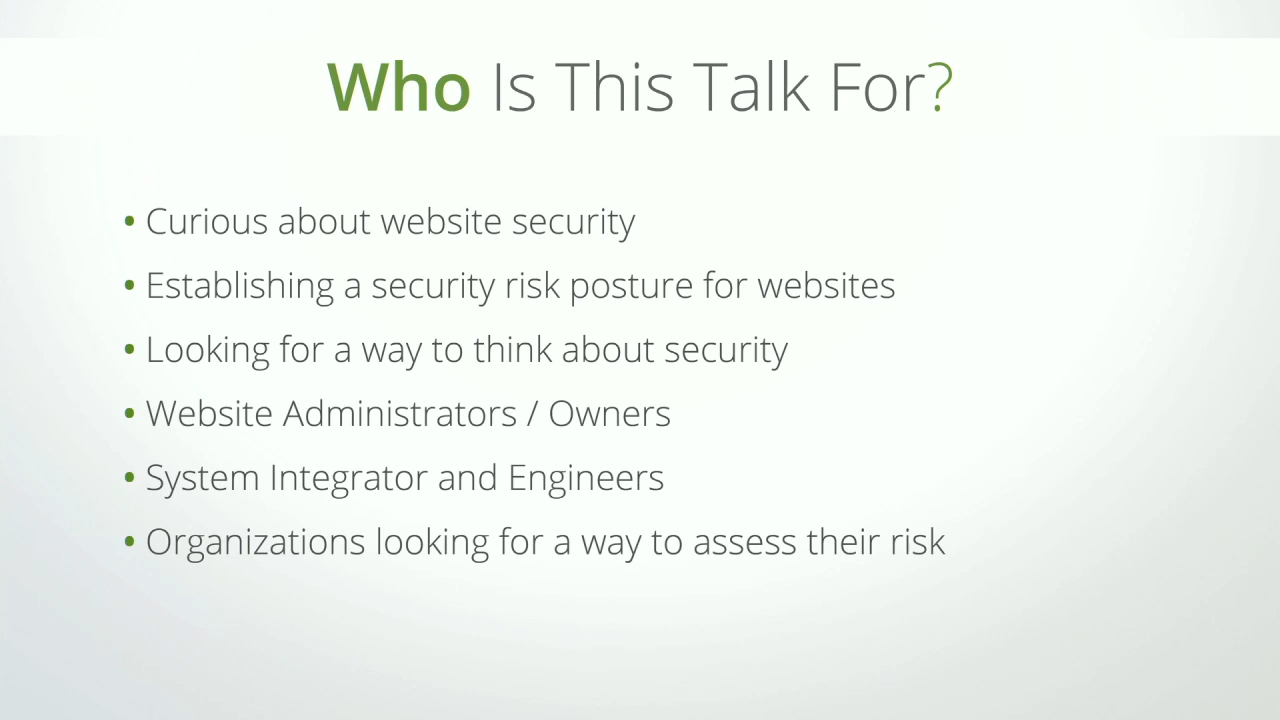 Who Is This Talk For?
• Curious about website security
• Establishing a security risk posture for websites
• Looking for a way to think about security
• Website Administrators / Owners
• System Integrator and Engineers
• Organizations looking for a way to assess their risk